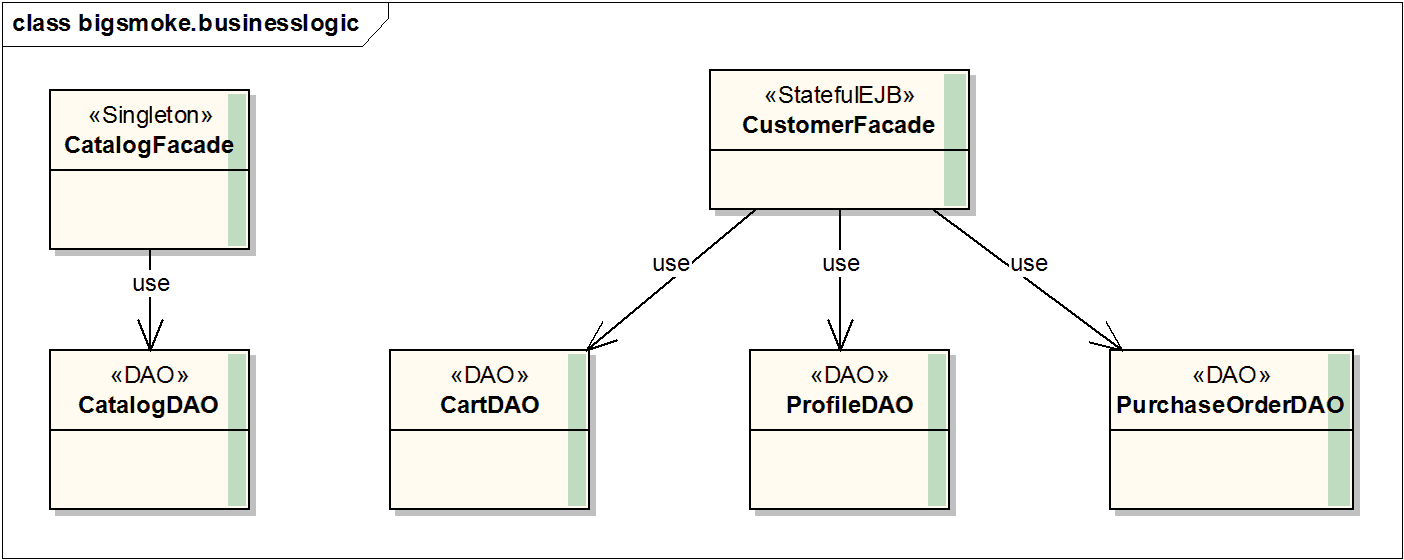 class bigsmoke.businesslogic
«Singleton»
CatalogFacade
«StatefulEJB»
CustomerFacade
use
use
use
use
«DAO»
CatalogDAO
«DAO»
CartDAO
«DAO»
ProfileDAO
«DAO»
PurchaseOrderDAO